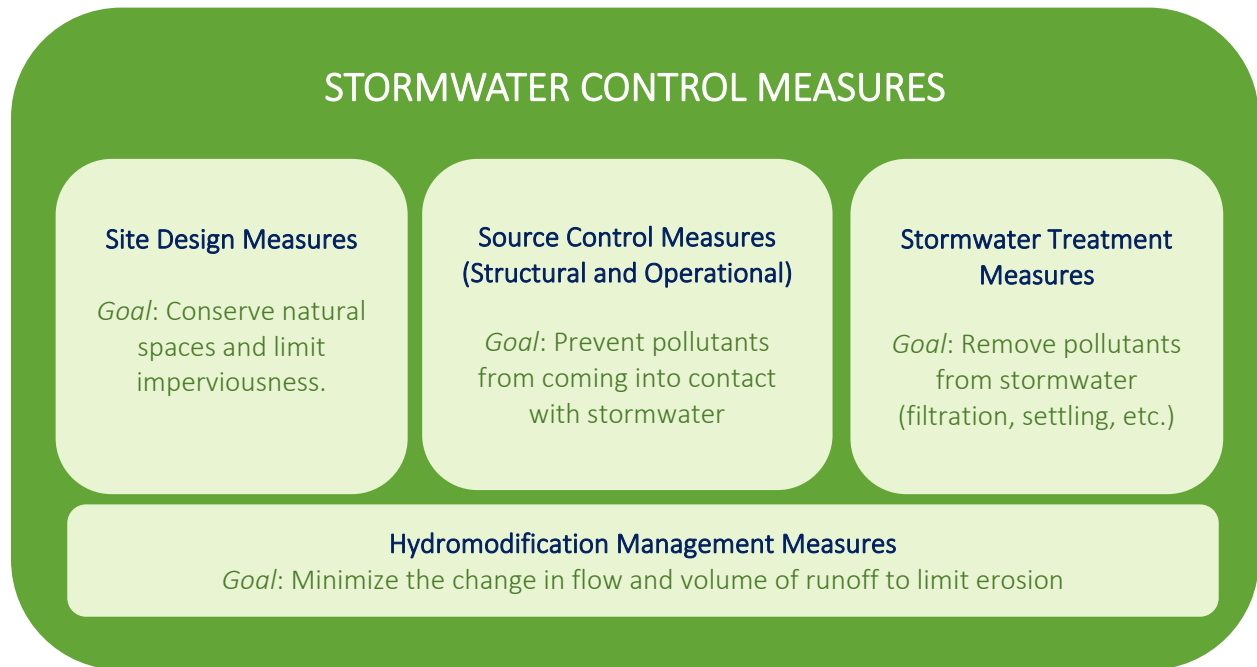 STORMWATER CONTROL MEASURES
Site Design Measures
Goal: Conserve natural
spaces and limit
imperviousness.
Source Control Measures
(Structural and Operational)
Goal: Prevent pollutants
from coming into contact
with stormwater
Stormwater Treatment
Measures
Goal: Remove pollutants
from stormwater
(filtration, settling, etc.)
Hydromodification Management Measures
Goal: Minimize the change in flow and volume of runoff to limit erosion